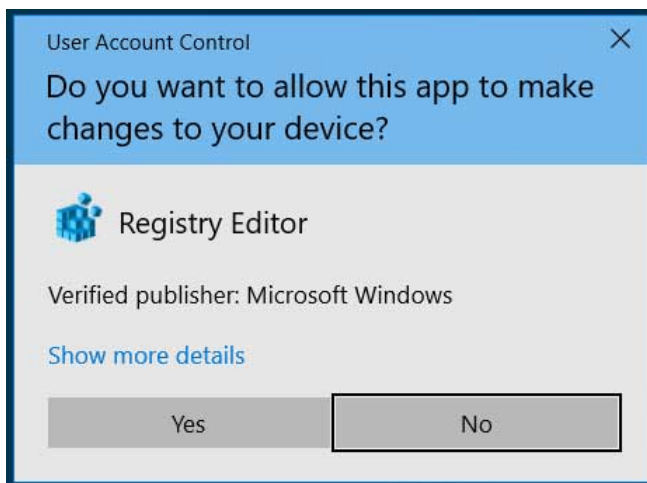 User Account Control
Do you want to allow this app to make
changes to your device?
Registry Editor
Verified publisher: Microsoft Windows
Show more details
Yes
No